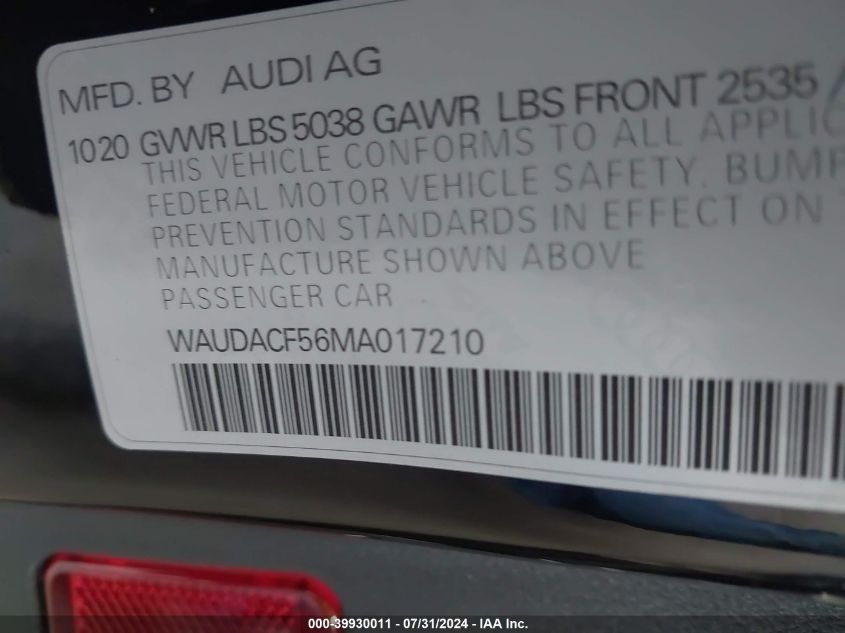 MFD. BY AUDI AG
1020 GVWR LBS 5038 GAWR LBS FRONT 2535
THIS VEHICLE CONFORMS TO ALL APPLIC
FEDERAL MOTOR VEHICLE SAFETY. BUMP
PREVENTION STANDARDS IN EFFECT ON
MANUFACTURE SHOWN ABOVE
PASSENGER CAR
WAUDACF56MA017210
000-39930011 - 07/31/2024 - IAA Inc.